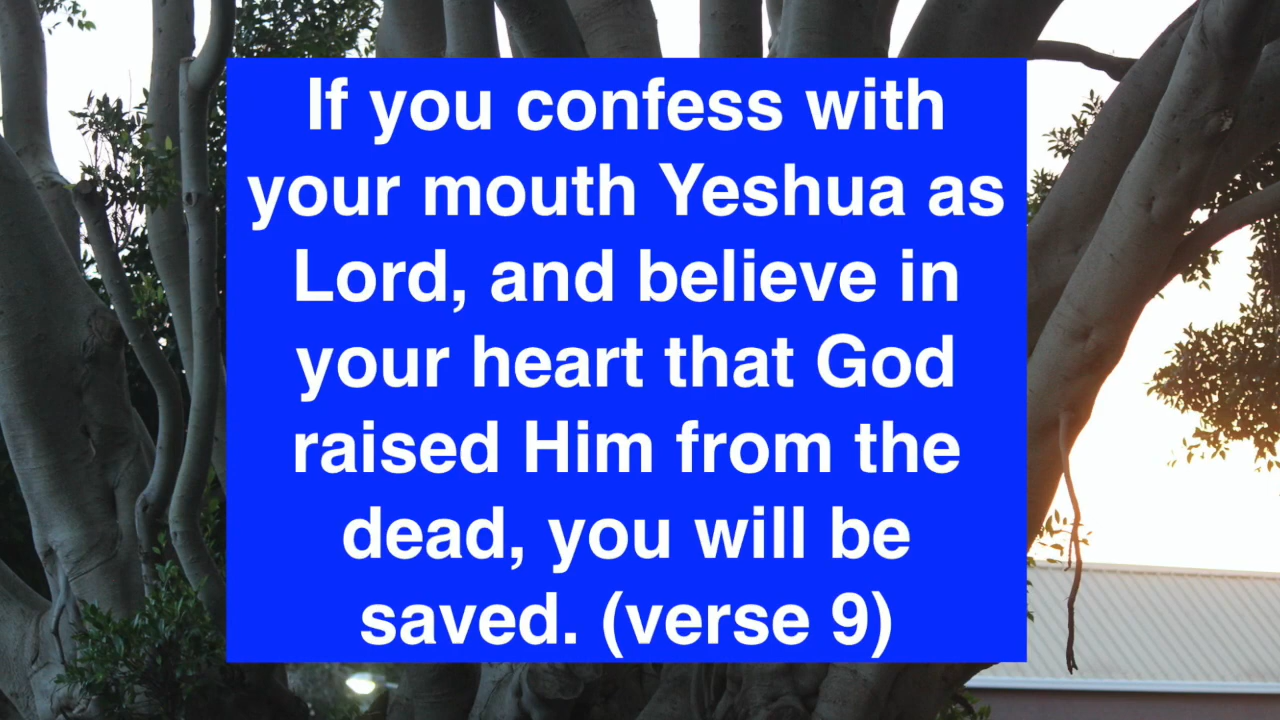 If you confess with
your mouth Yeshua as
Lord, and believe in
your heart that God
raised Him from the
dead, you will be
saved. (verse 9)